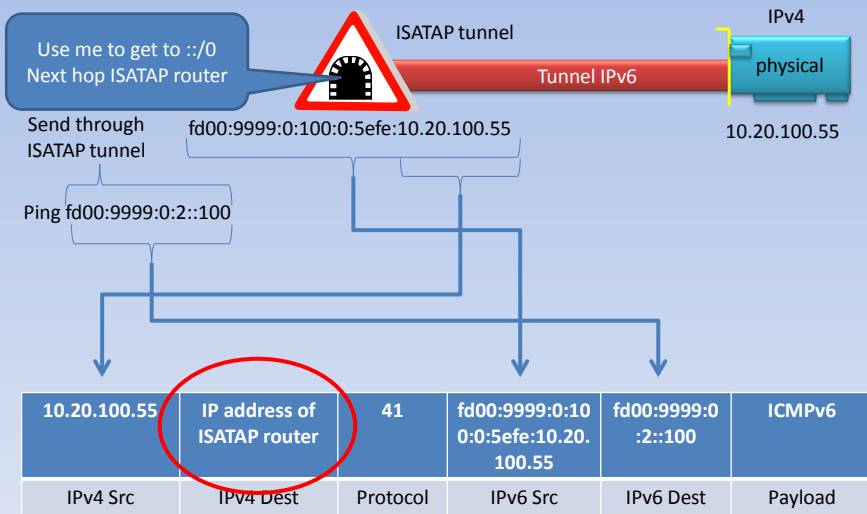 IPv4
ISATAP tunnel
Use me to get to ::/0
Next hop ISATAP router
Tunnel IPv6
physical
Send through
ISATAP tunnel
fd00:9999:0:100:0:5efe:10.20.100.55
10.20.100.55
Ping fd00:9999:0:2::100
10.20.100.55
IP address of
ISATAP router
41
fd00:9999:0:10
0:0:5efe:10.20.
100.55
fd00:9999:0
:2::100
ICMPv6
IPv4 Src
IPv4 Dest
Protocol
IPv6 Src
IPv6 Dest
Payload